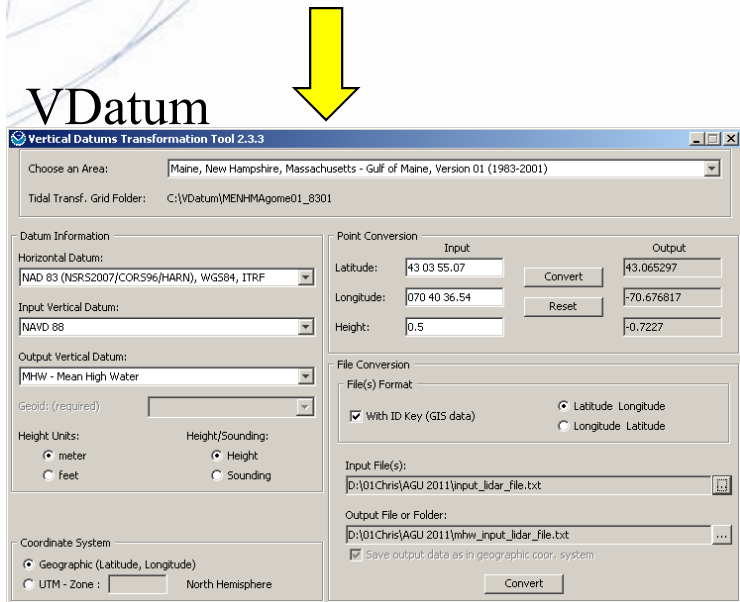 VDatum
Vertical Datums Transformation Tool 2.3.3
Choose an Area: Maine, New Hampshire, Massachusetts - Gulf of Maine, Version 01 (1983-2001)
Tidal Transf. Grid Folder: C:\VDatum\MENHMAgome01_8301
Datum Information
Horizontal Datum:
NAD 83 (NSRS2007/CORS96/HARN), WGS84, ITRF
Input Vertical Datum:
NAVD 88
Output Vertical Datum:
MHW - Mean High Water
Geoid: (required)
Height Units: Height/Sounding:
meter Height
feet Sounding
Coordinate System
Geographic (Latitude, Longitude)
UTM - Zone : North Hemisphere
Point Conversion
Input Output
Latitude: 43 03 55.07 Convert 43.065297
Longitude: 070 40 36.54 Reset -70.676817
Height: 0.5 -0.7227
File Conversion
File(s) Format
With ID Key (GIS data) Latitude Longitude
Longitude Latitude
Input File(s):
D:\01Chris\AGU 2011\input_lidar_file.txt ...
Output File or Folder:
D:\01Chris\AGU 2011\mhw_input_lidar_file.txt ...
Save output data as in geographic coor. system
Convert